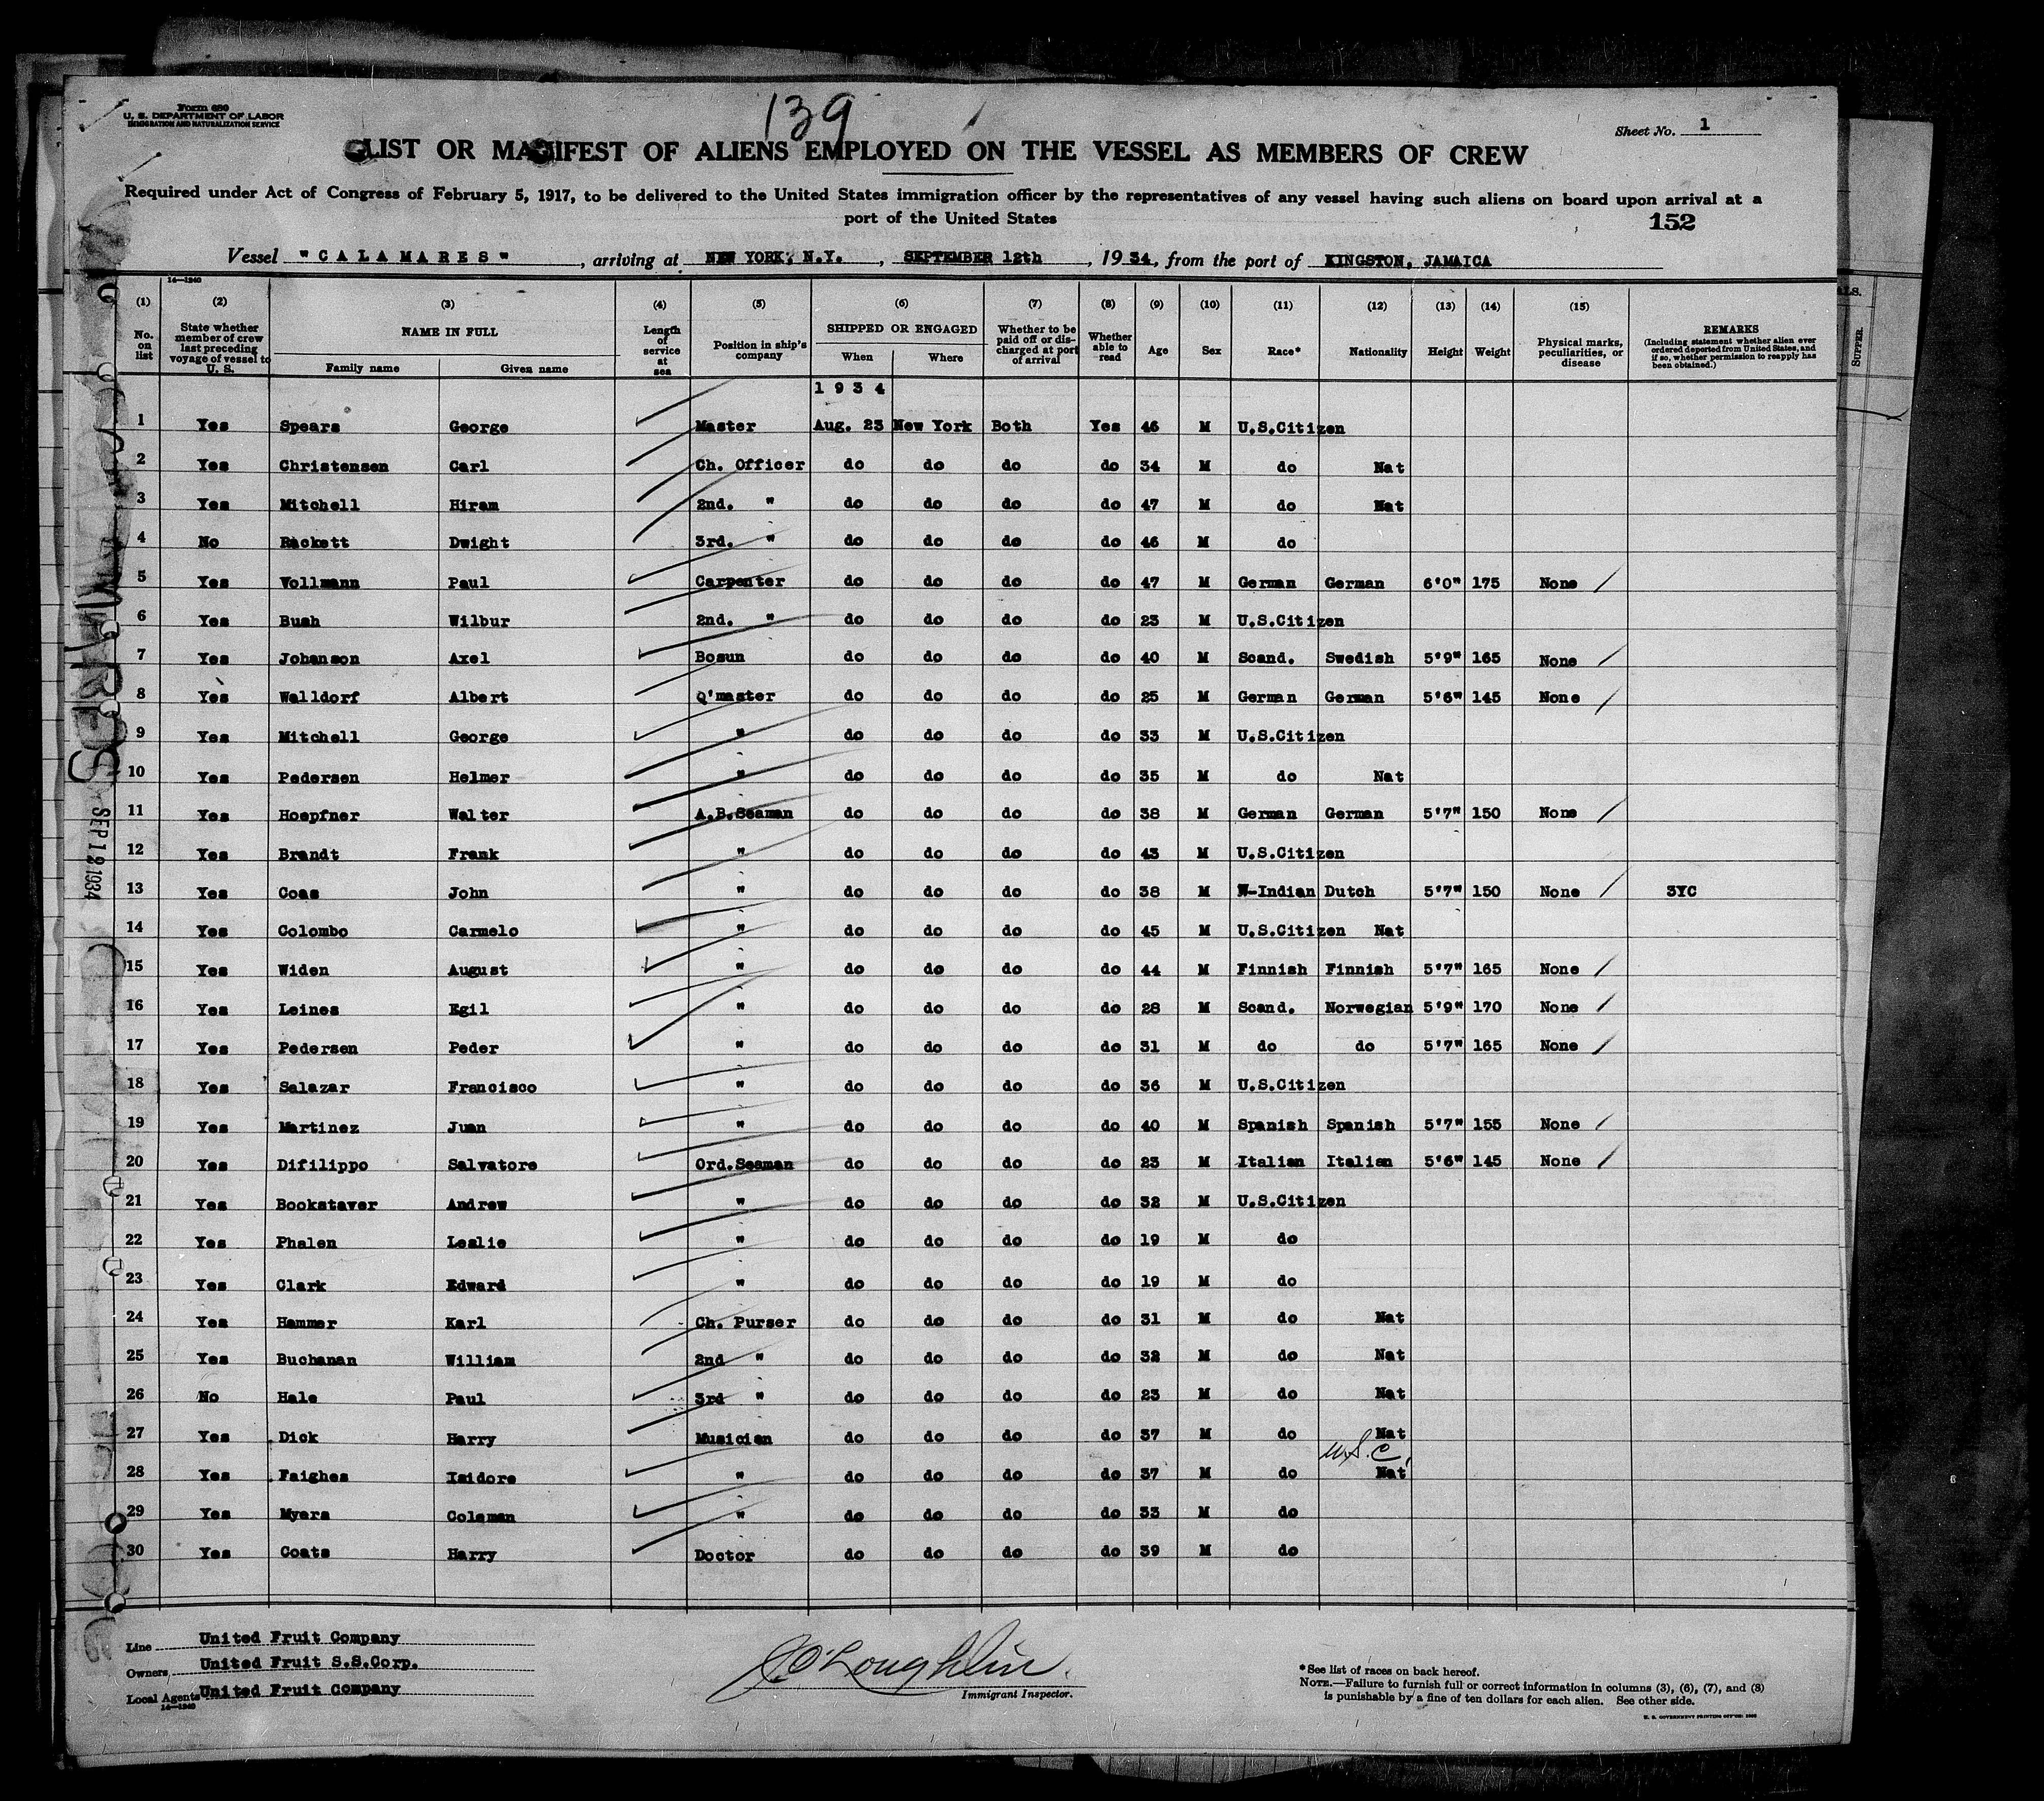 Form 689
U. S. DEPARTMENT OF LABOR
IMMIGRATION AND NATURALIZATION SERVICE
139
Sheet No. 1
LIST OR MANIFEST OF ALIENS EMPLOYED ON THE VESSEL AS MEMBERS OF CREW
Required under Act of Congress of February 5, 1917, to be delivered to the United States immigration officer by the representatives of any vessel having such aliens on board upon arrival at a
port of the United States
152
Vessel "CALAMARES", arriving at NEW YORK, N.Y., SEPTEMBER 12th, 1934, from the port of KINGSTON, JAMAICA
14—1240
(1) (2) (3) (4) (5) (6) (7) (8) (9) (10) (11) (12) (13) (14) (15)
No. on list State whether member of crew last preceding voyage of vessel to U. S. NAME IN FULL Family name Given name Length of service at sea Position in ship's company SHIPPED OR ENGAGED When Where Whether to be paid off or discharged at port of arrival Whether able to read Age Sex Race* Nationality Height Weight Physical marks, peculiarities, or disease REMARKS (Including statement whether alien ever ordered deported from United States, and if so, whether permission to reapply has been obtained.)
1934
1 Yes Spears George Master Aug. 23 New York Both Yes 46 M U.S.Citizen
2 Yes Christensen Carl Ch. Officer do do do do 34 M do Nat
3 Yes Mitchell Hiram 2nd. " do do do do 47 M do Nat
4 No Rackett Dwight 3rd. " do do do do 46 M do
5 Yes Vollmann Paul Carpenter do do do do 47 M German German 6'0" 175 None
6 Yes Bush Wilbur 2nd. " do do do do 23 M U.S.Citizen
7 Yes Johanson Axel Bosun do do do do 40 M Scand. Swedish 5'9" 165 None
8 Yes Walldorf Albert Q'master do do do do 25 M German German 5'6" 145 None
9 Yes Mitchell George " do do do do 33 M U.S.Citizen
10 Yes Pedersen Helmer " do do do do 35 M do Nat
11 Yes Hoepfner Walter A.B.Seaman do do do do 38 M German German 5'7" 150 None
12 Yes Brandt Frank " do do do do 43 M U.S.Citizen
13 Yes Coas John " do do do do 38 M W-Indian Dutch 5'7" 150 None 3YC
14 Yes Colombo Carmelo " do do do do 45 M U.S.Citizen Nat
15 Yes Widen August " do do do do 44 M Finnish Finnish 5'7" 165 None
16 Yes Leines Egil " do do do do 28 M Scand. Norwegian 5'9" 170 None
17 Yes Pedersen Peder " do do do do 31 M do do 5'7" 165 None
18 Yes Salazar Francisco " do do do do 36 M U.S.Citizen
19 Yes Martinez Juan " do do do do 40 M Spanish Spanish 5'7" 155 None
20 Yes Difilippo Salvatore Ord.Seaman do do do do 23 M Italian Italian 5'6" 145 None
21 Yes Bookstaver Andrew " do do do do 32 M U.S.Citizen
22 Yes Phalen Leslie " do do do do 19 M do
23 Yes Clark Edward " do do do do 19 M do
24 Yes Hammer Karl Ch. Purser do do do do 31 M do Nat
25 Yes Buchanan William 2nd " do do do do 32 M do Nat
26 No Hale Paul 3rd " do do do do 23 M do Nat
27 Yes Dick Harry Musician do do do do 37 M do Nat
U.S.C.
28 Yes Faighes Isidore " do do do do 37 M do Nat
29 Yes Myers Coleman " do do do do 33 M do
30 Yes Coats Harry Doctor do do do do 39 M do
SEP 12 1934
Line United Fruit Company
Owners United Fruit S.S.Corp.
Local Agents United Fruit Company
14—1240
J O'Loughlin
Immigrant Inspector.
*See list of races on back hereof.
NOTE.—Failure to furnish full or correct information in columns (3), (6), (7), and (8)
is punishable by a fine of ten dollars for each alien. See other side.
SUPPER.